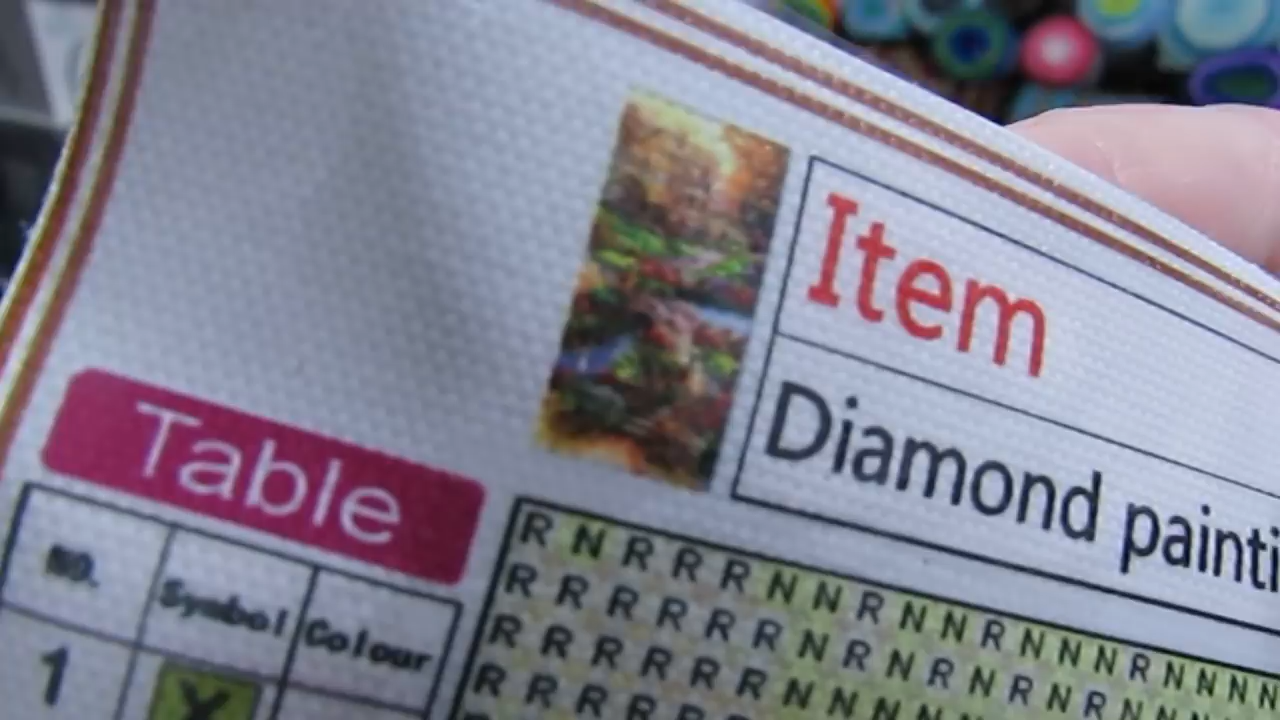 Item
Diamond painti
Table
NO. Symbol Colour
1 Y
R N R R R N N R N N R N N N R N N N N
R R R R R R N R N R N R N R N N N
R R R R R R N N N N N
R R R R R R